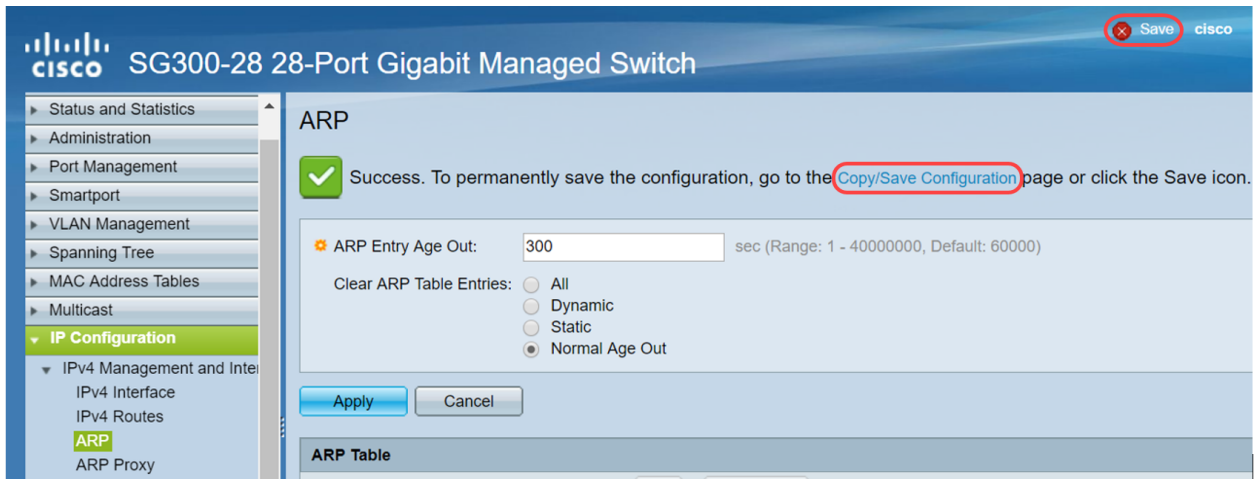 Save cisco
CISCO SG300-28 28-Port Gigabit Managed Switch
Status and Statistics
Administration
Port Management
Smartport
VLAN Management
Spanning Tree
MAC Address Tables
Multicast
IP Configuration
IPv4 Management and Inte
IPv4 Interface
IPv4 Routes
ARP
ARP Proxy
ARP
Success. To permanently save the configuration, go to the Copy/Save Configuration page or click the Save icon.
ARP Entry Age Out: 300 sec (Range: 1 - 40000000, Default: 60000)
Clear ARP Table Entries: All
Dynamic
Static
Normal Age Out
Apply Cancel
ARP Table